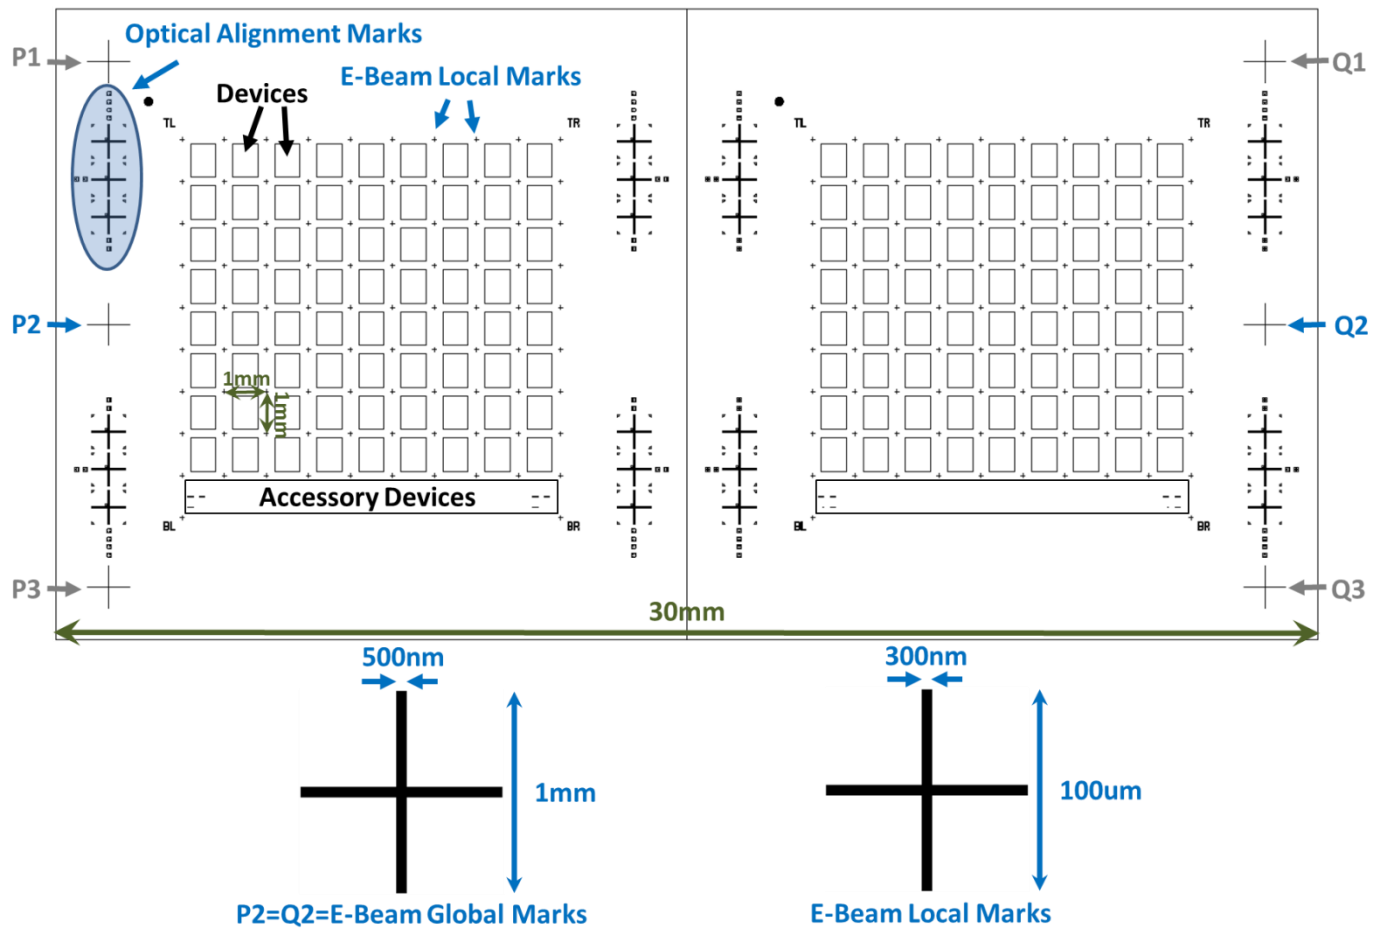 Optical Alignment Marks
P1
Q1
E-Beam Local Marks
Devices
TL
TR
TL
TR
P2
Q2
1mm
1mm
Accessory Devices
BL
BR
BL
BR
P3
Q3
30mm
500nm
300nm
1mm
100um
P2=Q2=E-Beam Global Marks
E-Beam Local Marks